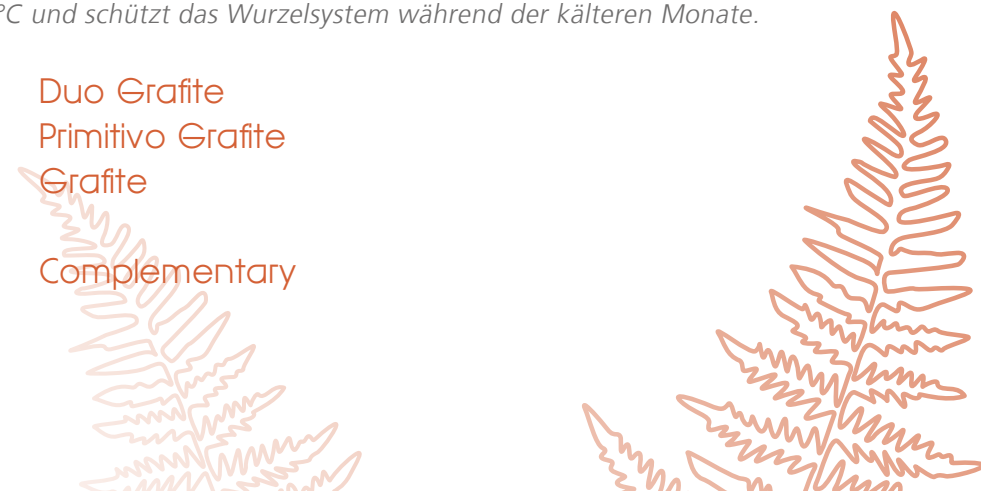 °C und schützt das Wurzelsystem während der kälteren Monate.
Duo Grafite
Primitivo Grafite
Grafite
Complementary